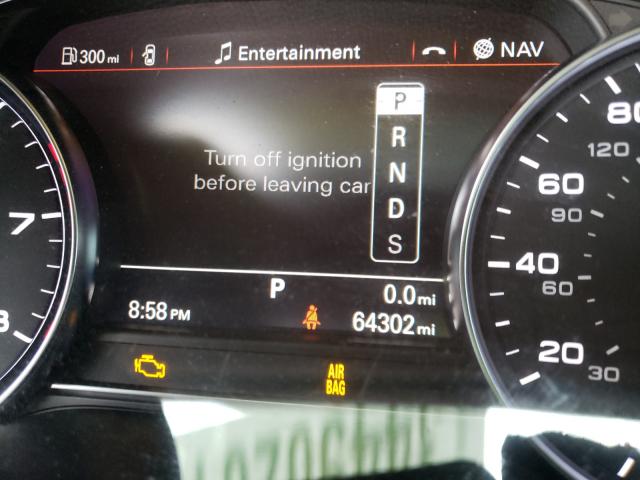 300 mi Entertainment NAV
P
R
N
D
S
Turn off ignition
before leaving car
P 0.0 mi
8:58 PM 64302 mi
AIR
BAG
7
8
80
120
60
90
40
60
20
30